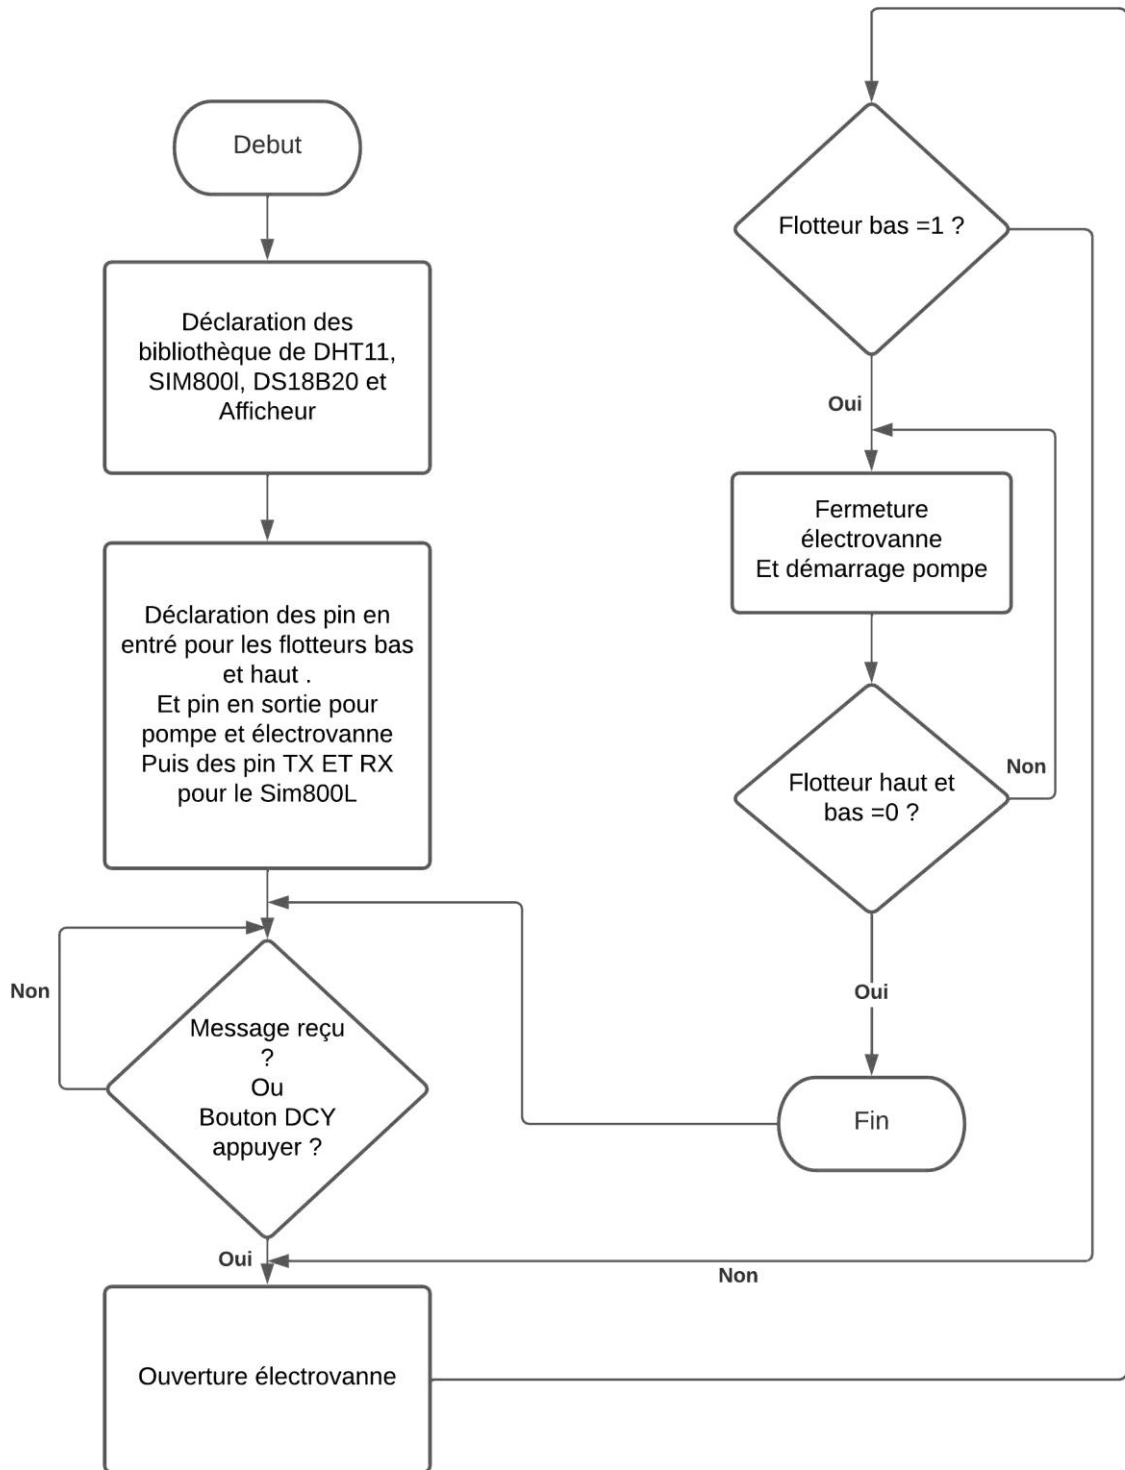 Debut
Déclaration des
bibliothèque de DHT11,
SIM800l, DS18B20 et
Afficheur
Déclaration des pin en
entré pour les flotteurs bas
et haut .
Et pin en sortie pour
pompe et électrovanne
Puis des pin TX ET RX
pour le Sim800L
Non
Message reçu
?
Ou
Bouton DCY
appuyer ?
Oui
Ouverture électrovanne
Flotteur bas =1 ?
Oui
Fermeture
électrovanne
Et démarrage pompe
Non
Flotteur haut et
bas =0 ?
Oui
Fin
Non